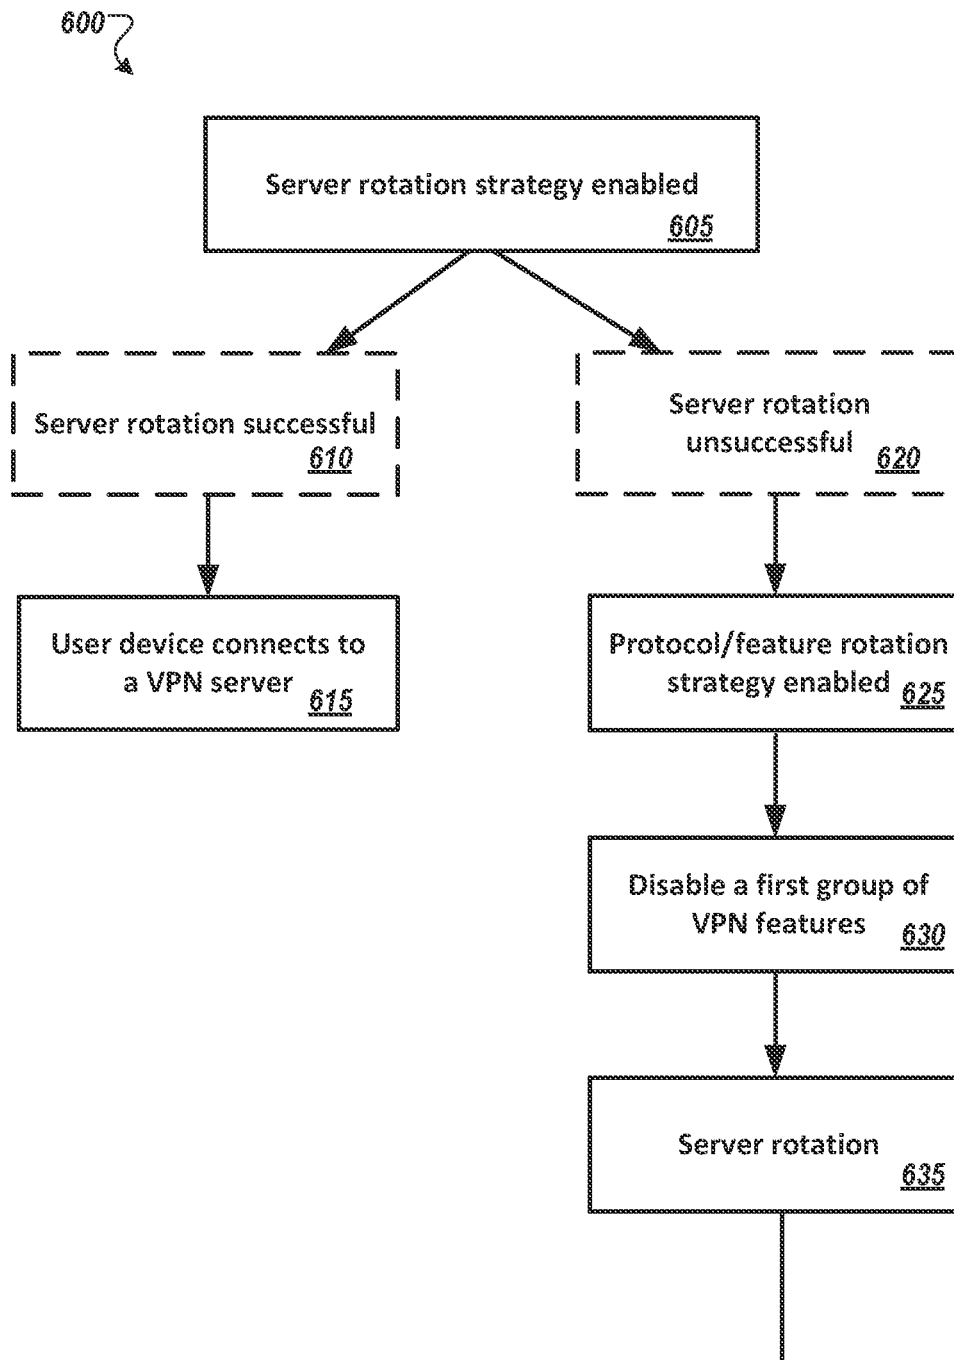 600
Server rotation strategy enabled
605
Server rotation successful
610
Server rotation
unsuccessful
620
User device connects to
a VPN server
615
Protocol/feature rotation
strategy enabled
625
Disable a first group of
VPN features
630
Server rotation
635